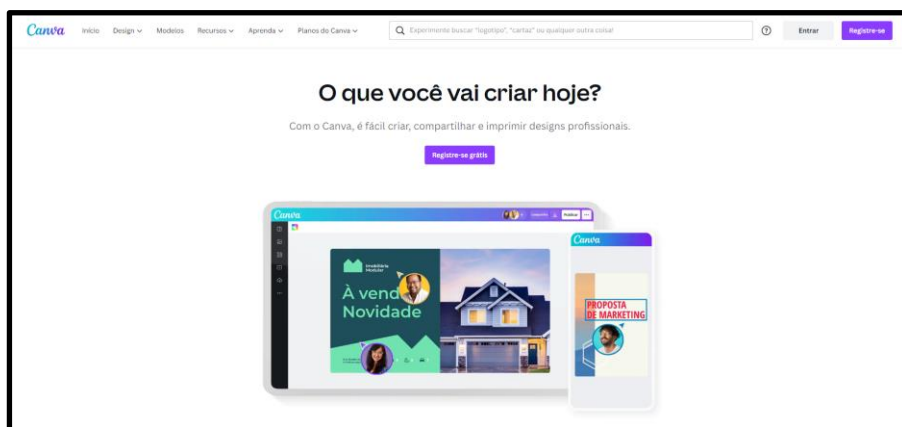 Canva Início Design Modelos Recursos Aprenda Planos do Canva Experimente buscar "logotipo", "cartaz" ou qualquer outra coisa! Entrar Registre-se
O que você vai criar hoje?
Com o Canva, é fácil criar, compartilhar e imprimir designs profissionais.
Registre-se grátis
Canva
Publicar
Imobiliária
Modular
À vend
Novidade
Canva
PROPOSTA
DE MARKETING